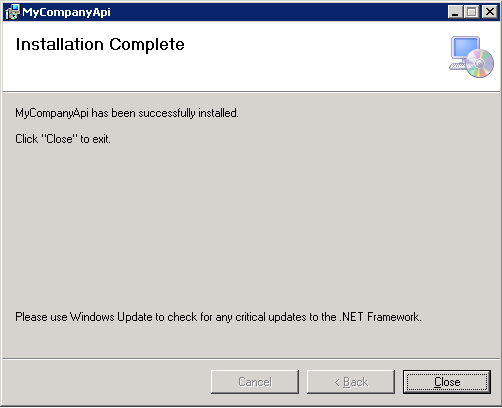 MyCompanyApi
Installation Complete
MyCompanyApi has been successfully installed.
Click "Close" to exit.
Please use Windows Update to check for any critical updates to the .NET Framework.
Cancel
< Back
Close